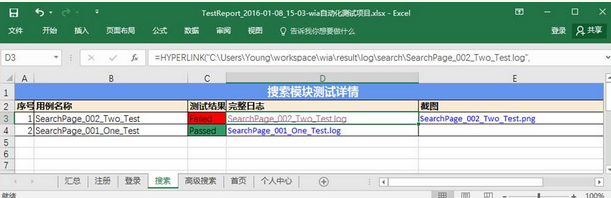 TestReport_2016-01-08_15-03-wia自动化测试项目.xlsx - Excel
文件 开始 插入 页面布局 公式 数据 审阅 视图 告诉我你想要做什么 登录 共享
D3 fx =HYPERLINK("C:\Users\Young\workspace\wia\result\log\search\SearchPage_002_Two_Test.log",
A B C D E
1 搜索模块测试详情
2 序号 用例名称 测试结果 完整日志 截图
3 1 SearchPage_002_Two_Test Failed SearchPage_002_Two_Test.log SearchPage_002_Two_Test.png
4 2 SearchPage_001_One_Test Passed SearchPage_001_One_Test.log
5
6
7
汇总 注册 登录 搜索 高级搜索 首页 个人中心
就绪 100%